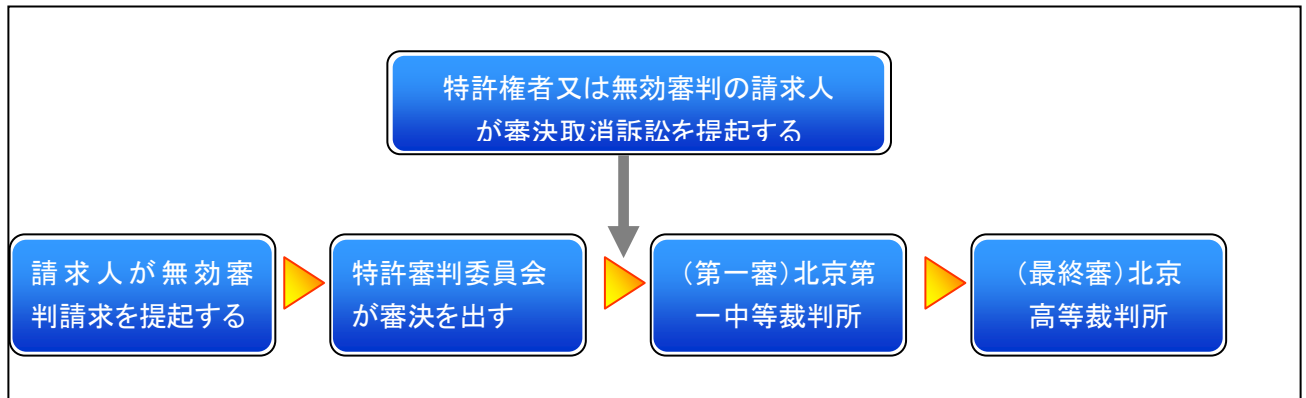 特許権者又は無効審判の請求人
が審決取消訴訟を提起する
請求人が無効審
判請求を提起する
特許審判委員会
が審決を出す
（第一審）北京第
一中等裁判所
（最終審）北京
高等裁判所